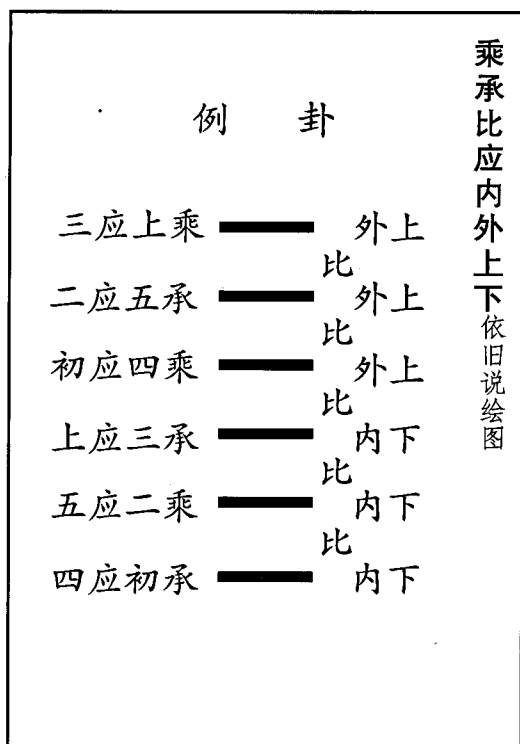 乘承比应内外上下依旧说绘图
例 卦
三应上乘 外上
比
二应五承 外上
比
初应四乘 外上
比
上应三承 内下
比
五应二乘 内下
比
四应初承 内下